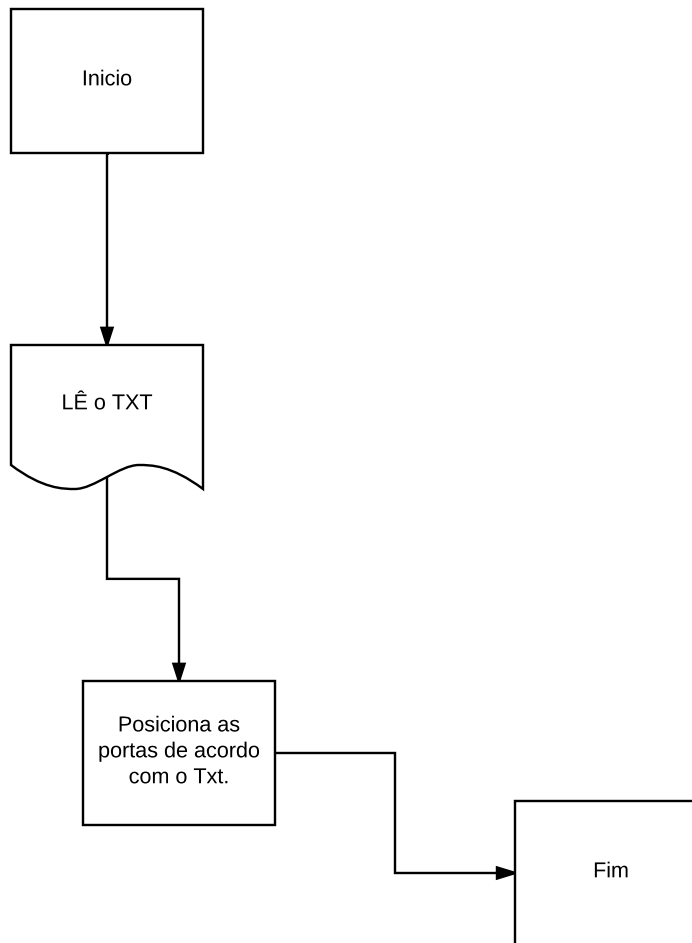 Inicio
LÊ o TXT
Posiciona as
portas de acordo
com o Txt.
Fim